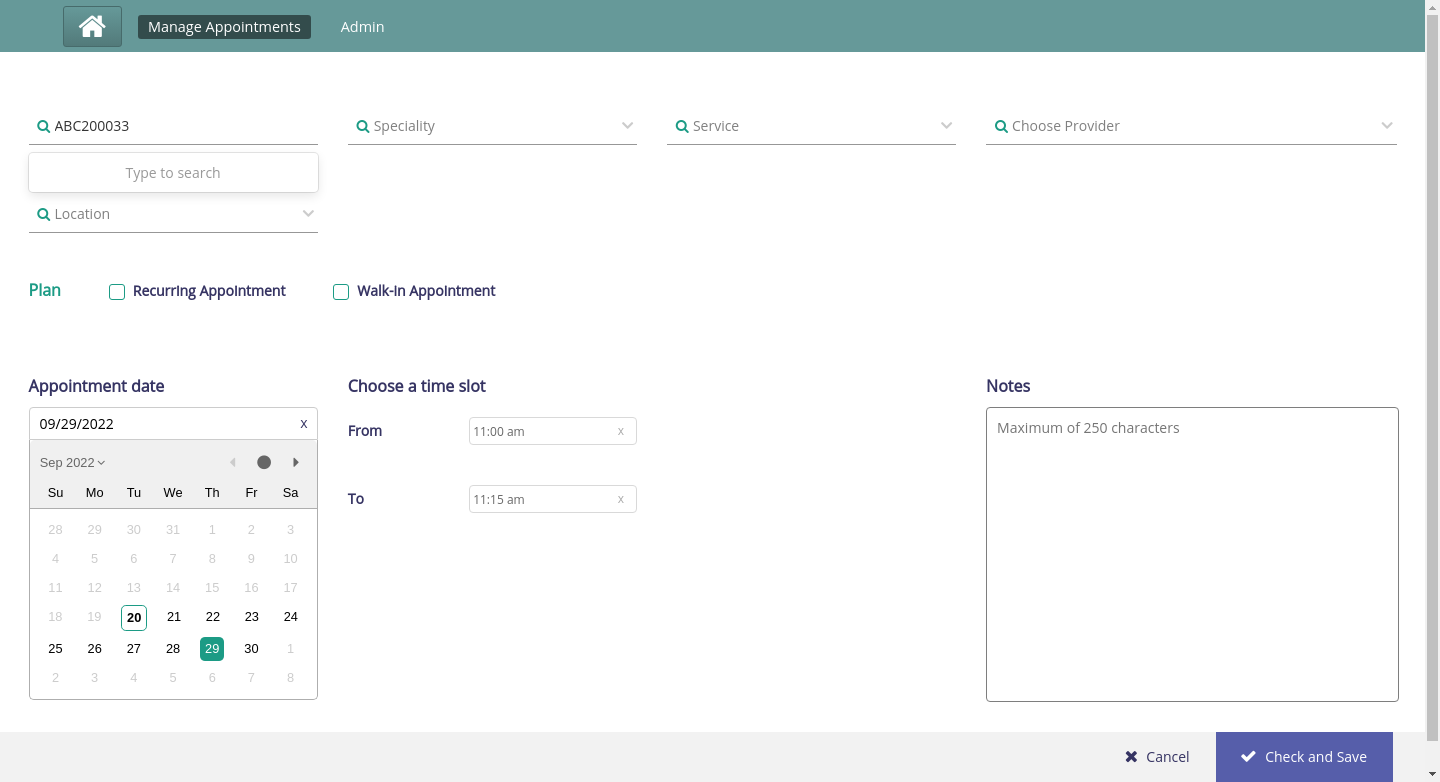 Manage Appointments Admin
ABC200033 Speciality Service Choose Provider
Type to search
Location
Plan Recurring Appointment Walk-in Appointment
Appointment date Choose a time slot Notes
09/29/2022 x From 11:00 am x Maximum of 250 characters
Sep 2022
Su Mo Tu We Th Fr Sa To 11:15 am x
28 29 30 31 1 2 3
4 5 6 7 8 9 10
11 12 13 14 15 16 17
18 19 20 21 22 23 24
25 26 27 28 29 30 1
2 3 4 5 6 7 8
Cancel Check and Save